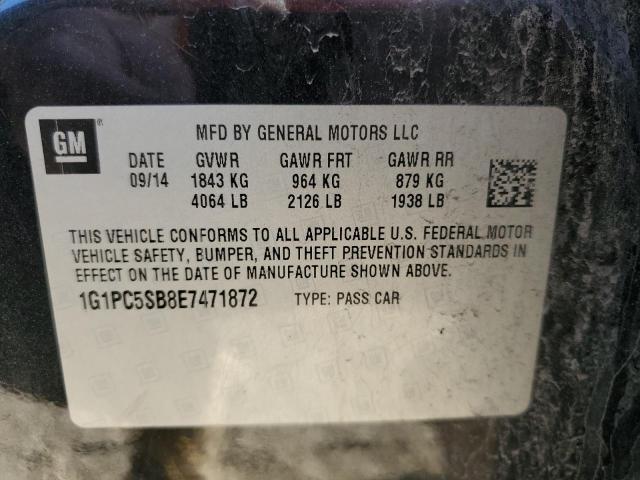 GM®
MFD BY GENERAL MOTORS LLC
DATE GVWR GAWR FRT GAWR RR
09/14 1843 KG 964 KG 879 KG
4064 LB 2126 LB 1938 LB
THIS VEHICLE CONFORMS TO ALL APPLICABLE U.S. FEDERAL MOTOR
VEHICLE SAFETY, BUMPER, AND THEFT PREVENTION STANDARDS IN
EFFECT ON THE DATE OF MANUFACTURE SHOWN ABOVE.
1G1PC5SB8E7471872 TYPE: PASS CAR